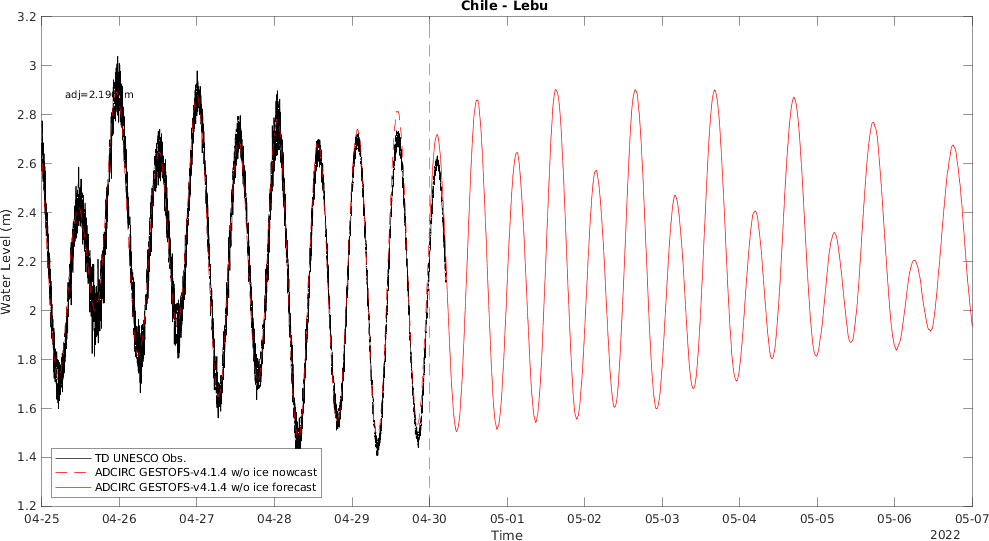 Chile - Lebu
3.2
3
2.8
2.6
2.4
2.2
2
1.8
1.6
1.4
1.2
Water Level (m)
adj=2.190 m
TD UNESCO Obs.
ADCIRC GESTOFS-v4.1.4 w/o ice nowcast
ADCIRC GESTOFS-v4.1.4 w/o ice forecast
04-25 04-26 04-27 04-28 04-29 04-30 05-01 05-02 05-03 05-04 05-05 05-06 05-07
Time
2022